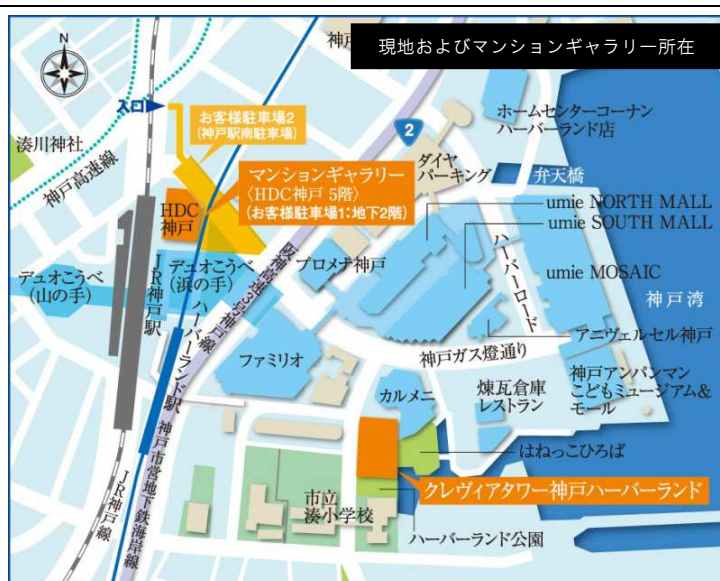 現地およびマンションギャラリー所在
N
入口
お客様駐車場2
(神戸駅南駐車場)
湊川神社
神戸高速線
マンションギャラリー
〈HDC神戸 5階〉
(お客様駐車場1:地下2階)
HDC
神戸
2
ダイヤ
パーキング
ホームセンターコーナン
ハーバーランド店
弁天橋
umie NORTH MALL
umie SOUTH MALL
umie MOSAIC
神戸湾
ハーバーロード
アニヴェルセル神戸
デュオこうべ
(山の手)
JR神戸駅
デュオこうべ
(浜の手)
ハーバーランド駅
阪神高速3号神戸線
プロメナ神戸
ファミリオ
神戸ガス燈通り
カルメニ
煉瓦倉庫
レストラン
神戸アンパンマン
こどもミュージアム&
モール
はねっこひろば
クレヴィアタワー神戸ハーバーランド
市立
湊小学校
ハーバーランド公園
JR神戸線
神戸市営地下鉄海岸線